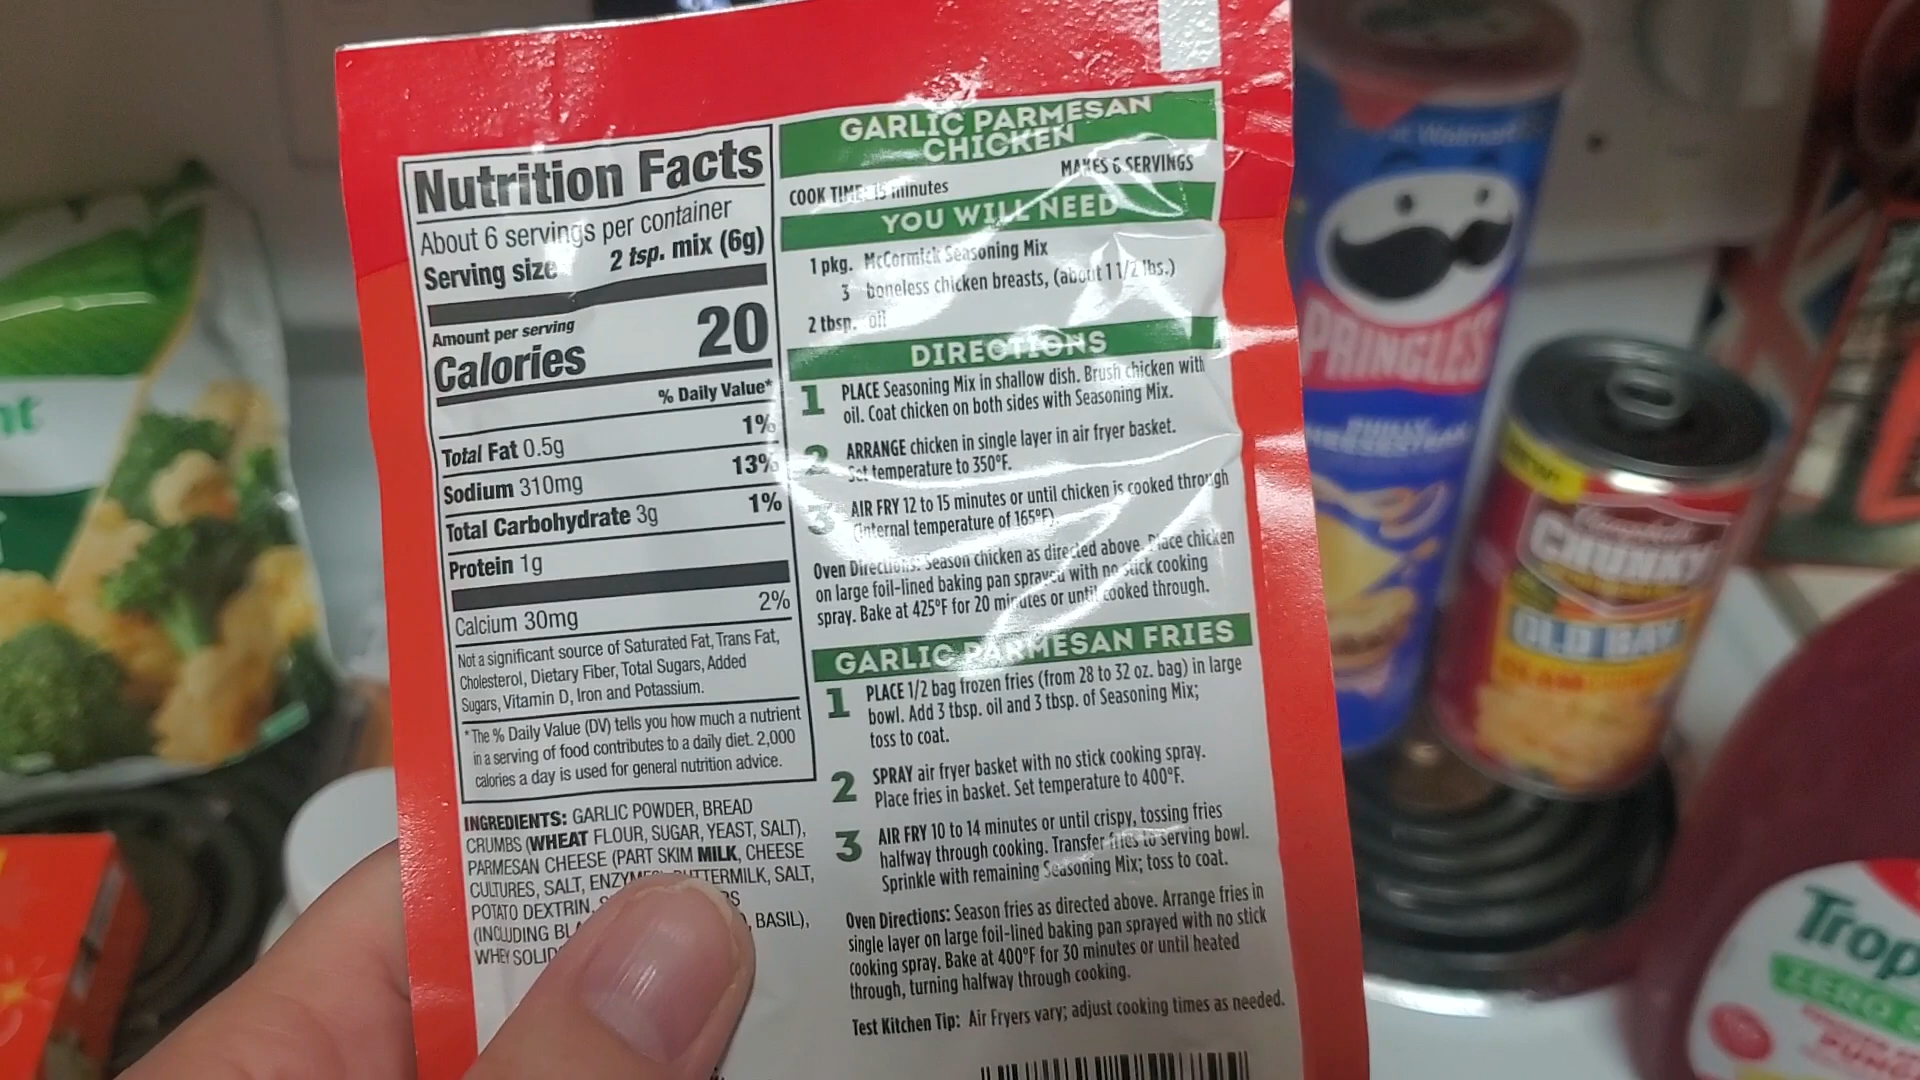 Nutrition Facts
About 6 servings per container
Serving size 2 tsp. mix (6g)
Amount per serving
Calories 20
% Daily Value*
Total Fat 0.5g 1%
Sodium 310mg 13%
Total Carbohydrate 3g 1%
Protein 1g
Calcium 30mg 2%
Not a significant source of Saturated Fat, Trans Fat,
Cholesterol, Dietary Fiber, Total Sugars, Added
Sugars, Vitamin D, Iron and Potassium.
*The % Daily Value (DV) tells you how much a nutrient
in a serving of food contributes to a daily diet. 2,000
calories a day is used for general nutrition advice.
INGREDIENTS: GARLIC POWDER, BREAD
CRUMBS (WHEAT FLOUR, SUGAR, YEAST, SALT),
PARMESAN CHEESE (PART SKIM MILK, CHEESE
CULTURES, SALT, BUTTERMILK, SALT,
POTATO DEXTRIN,
(INCLUDING BASIL),
WHEY
GARLIC PARMESAN
CHICKEN
COOK TIME: 15 minutes MAKES 6 SERVINGS
YOU WILL NEED
1 pkg. McCormick Seasoning Mix
3 boneless chicken breasts, (about 1 1/2 lbs.)
2 tbsp. oil
DIRECTIONS
1 PLACE Seasoning Mix in shallow dish. Brush chicken with
oil. Coat chicken on both sides with Seasoning Mix.
2 ARRANGE chicken in single layer in air fryer basket.
Set temperature to 350°F.
3 AIR FRY 12 to 15 minutes or until chicken is cooked through
(internal temperature of 165°F).
Oven Directions: Season chicken as directed above. Place chicken
on large foil-lined baking pan sprayed with no stick cooking
spray. Bake at 425°F for 20 minutes or until cooked through.
GARLIC PARMESAN FRIES
1 PLACE 1/2 bag frozen fries (from 28 to 32 oz. bag) in large
bowl. Add 3 tbsp. oil and 3 tbsp. of Seasoning Mix;
toss to coat.
2 SPRAY air fryer basket with no stick cooking spray.
Place fries in basket. Set temperature to 400°F.
3 AIR FRY 10 to 14 minutes or until crispy, tossing fries
halfway through cooking. Transfer fries to serving bowl.
Sprinkle with remaining Seasoning Mix; toss to coat.
Oven Directions: Season fries as directed above. Arrange fries in
single layer on large foil-lined baking pan sprayed with no stick
cooking spray. Bake at 400°F for 30 minutes or until heated
through, turning halfway through cooking.
Test Kitchen Tip: Air Fryers vary; adjust cooking times as needed.
Walmart
PRINGLES
PHILLY
CHEESESTEAK
NEW!
Campbell's
CHUNKY
OLD BAY
CLAM
Trop
ZERO
PUNC